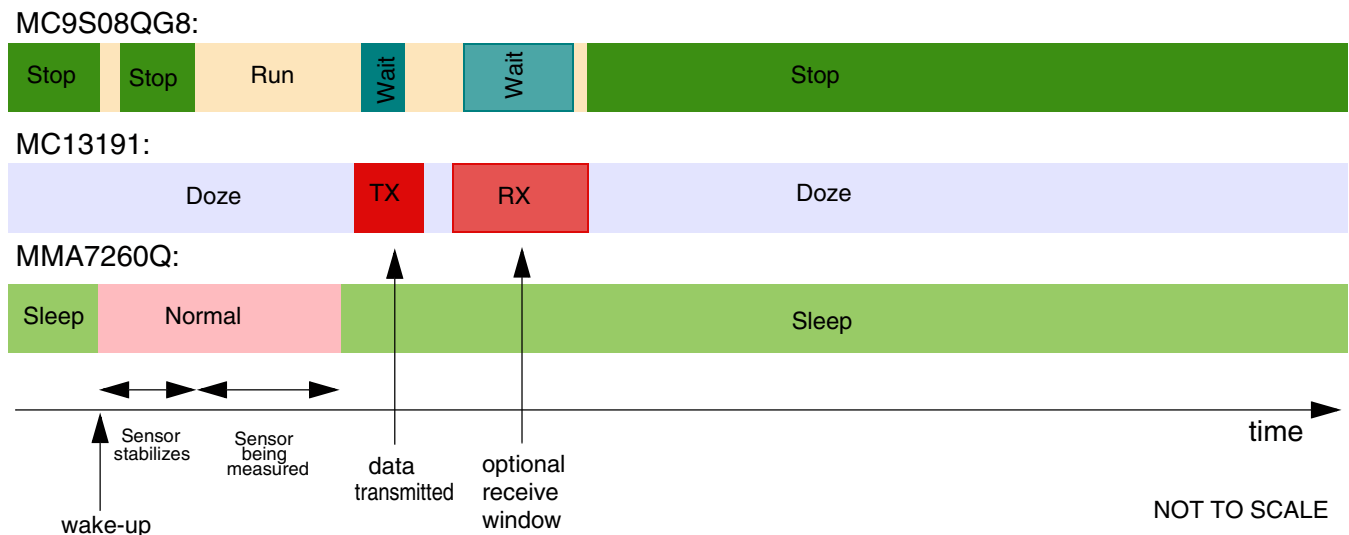 MC9S08QG8:
Stop
Stop
Run
Wait
Wait
Stop
MC13191:
Doze
TX
RX
Doze
MMA7260Q:
Sleep
Normal
Sleep
time
Sensor
stabilizes
Sensor
being
measured
data
transmitted
optional
receive
window
wake-up
NOT TO SCALE